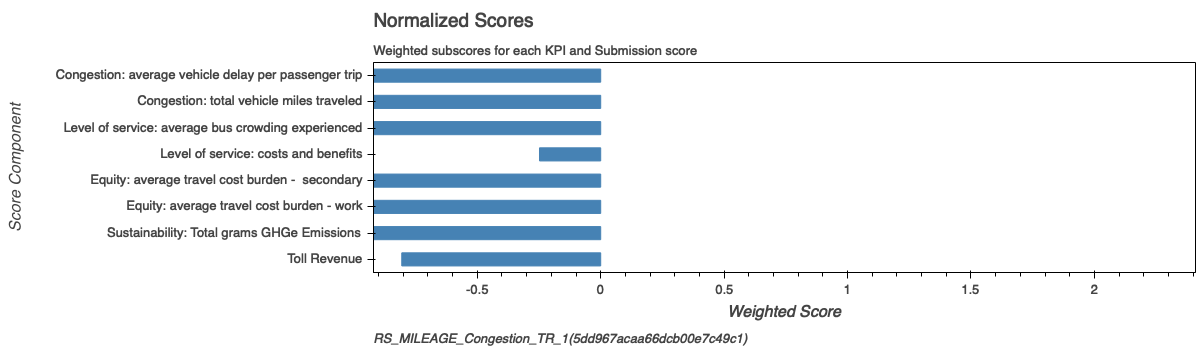 Normalized Scores
Weighted subscores for each KPI and Submission score
Score Component
Congestion: average vehicle delay per passenger trip
Congestion: total vehicle miles traveled
Level of service: average bus crowding experienced
Level of service: costs and benefits
Equity: average travel cost burden -  secondary
Equity: average travel cost burden - work
Sustainability: Total grams GHGe Emissions
Toll Revenue
-0.5 0 0.5 1 1.5 2
Weighted Score
RS_MILEAGE_Congestion_TR_1(5dd967acaa66dcb00e7c49c1)